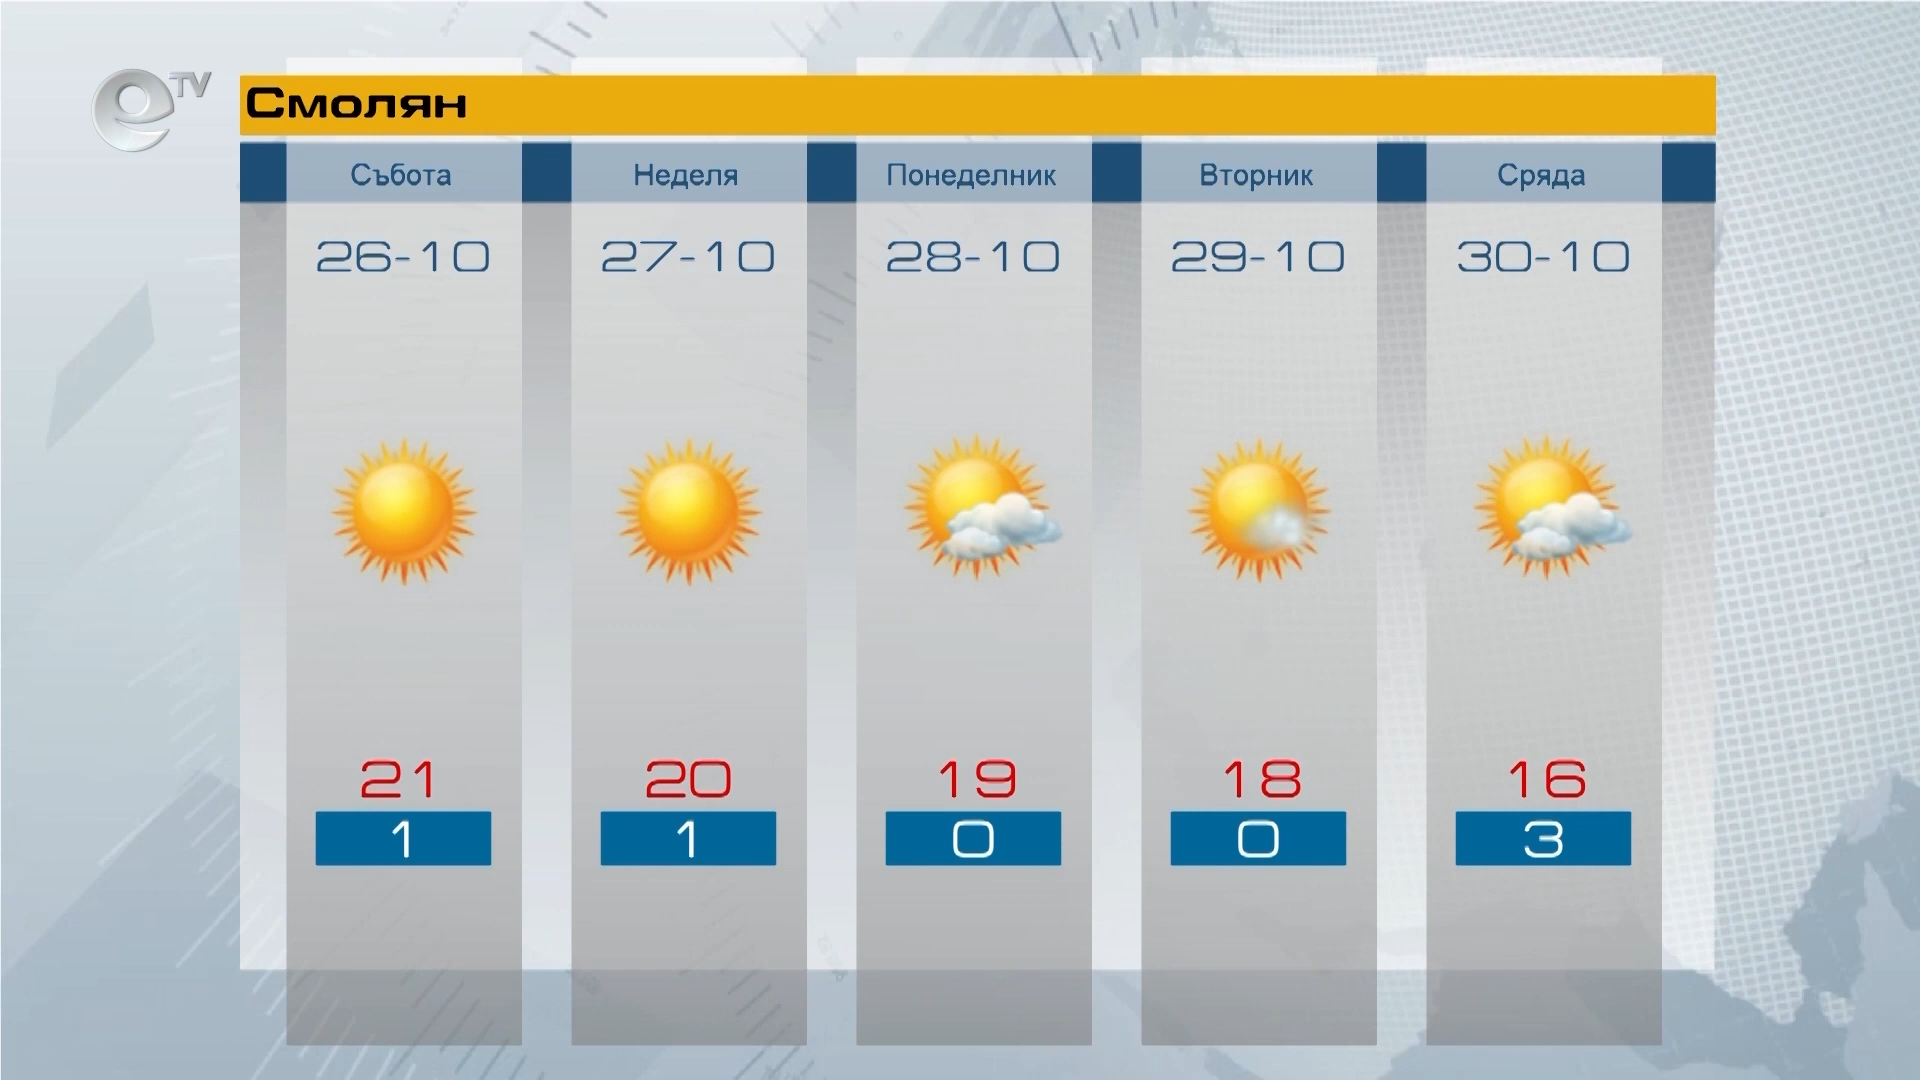 eTV
Смолян
Събота Неделя Понеделник Вторник Сряда
26-10 27-10 28-10 29-10 30-10
21 20 19 18 16
1 1 0 0 3